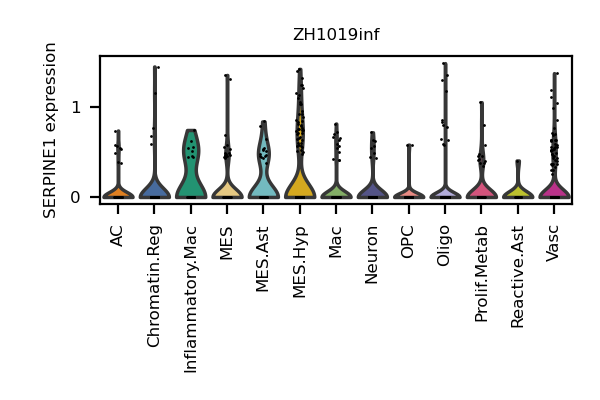 ZH1019inf
SERPINE1 expression
1
0
AC
Chromatin.Reg
Inflammatory.Mac
MES
MES.Ast
MES.Hyp
Mac
Neuron
OPC
Oligo
Prolif.Metab
Reactive.Ast
Vasc